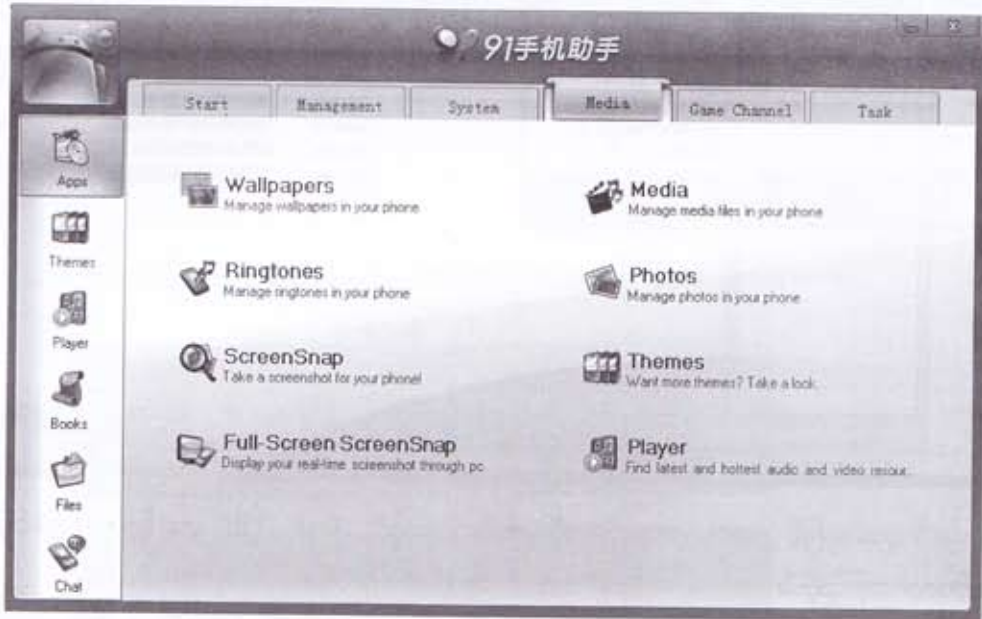 91手机助手
Start
Management
System
Media
Game Channel
Task
Apps
Themes
Player
Books
Files
Chat
Wallpapers
Manage wallpapers in your phone
Media
Manage media files in your phone
Ringtones
Manage ringtones in your phone
Photos
Manage photos in your phone
ScreenSnap
Take a screenshot for your phone!
Themes
Want more themes? Take a look.
Full-Screen ScreenSnap
Display your real-time screenshot through pc
Player
Find latest and hottest audio and video resour...